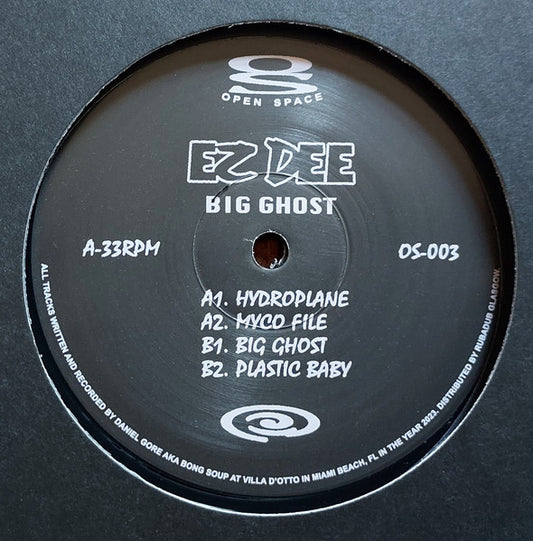 OS
OPEN SPACE
EZ DEE
BIG GHOST
A-33RPM
OS-003
A1. HYDROPLANE
A2. MYCO FILE
B1. BIG GHOST
B2. PLASTIC BABY
ALL TRACKS WRITTEN AND RECORDED BY DANIEL GORE AKA BONG SOUP AT VILLA D'OTTO IN MIAMI BEACH, FL IN THE YEAR 2023. DISTRIBUTED BY RUBADUB GLASGOW.